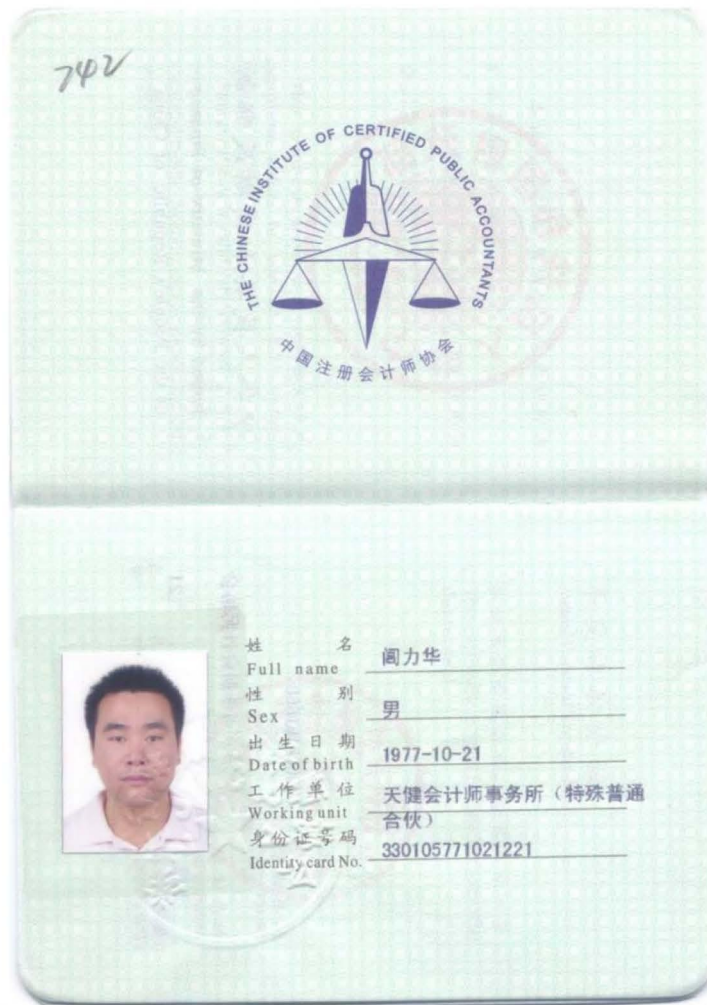 742
THE CHINESE INSTITUTE OF CERTIFIED PUBLIC ACCOUNTANTS
中国注册会计师协会
姓 名
Full name
阎力华
性 别
Sex
男
出生日期
Date of birth
1977-10-21
工作单位
Working unit
天健会计师事务所（特殊普通
合伙）
身份证号码
Identity card No.
330105771021221